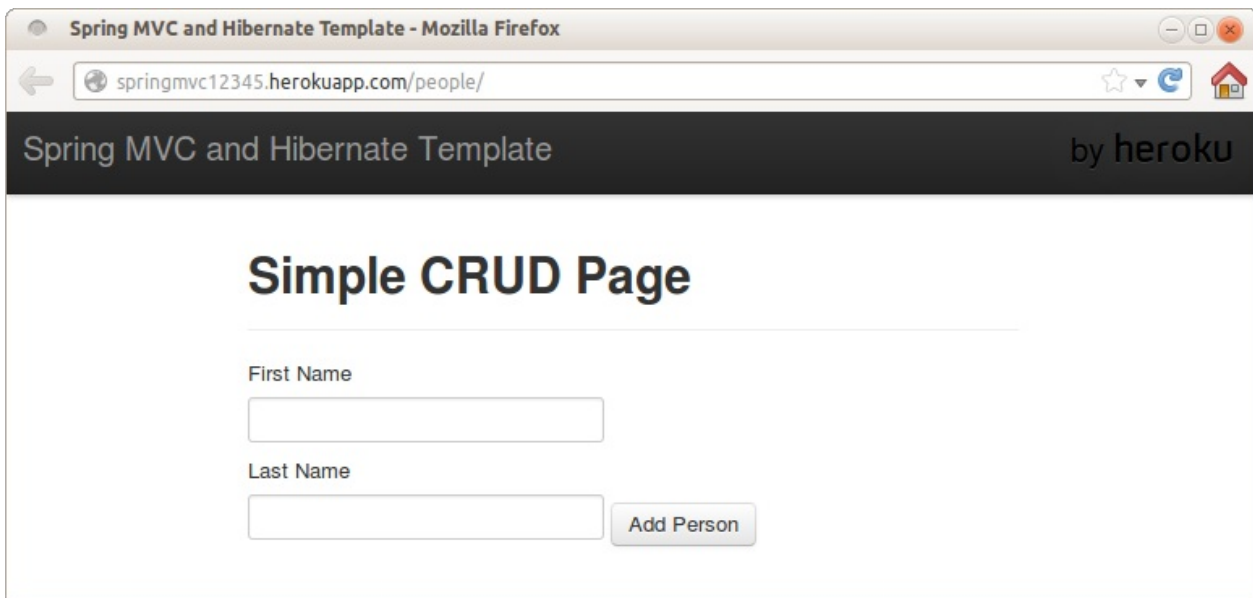 Spring MVC and Hibernate Template - Mozilla Firefox
springmvc12345.herokuapp.com/people/
Spring MVC and Hibernate Template by heroku
Simple CRUD Page
First Name
Last Name
Add Person